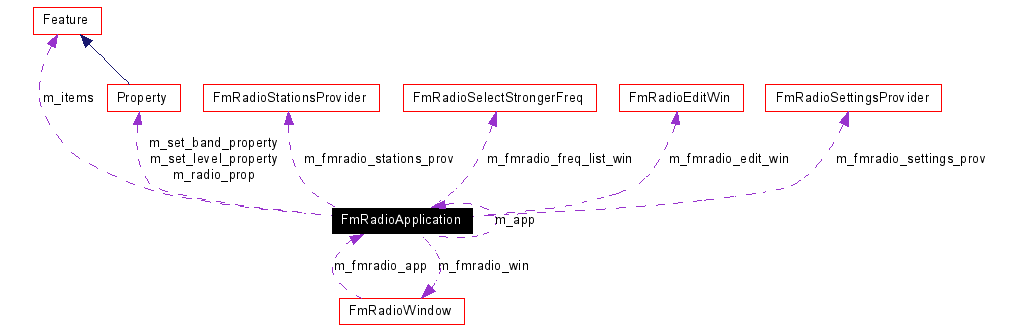 Feature
m_items
Property
FmRadioStationsProvider
FmRadioSelectStrongerFreq
FmRadioEditWin
FmRadioSettingsProvider
m_set_band_property
m_set_level_property
m_radio_prop
m_fmradio_stations_prov
m_fmradio_freq_list_win
m_fmradio_edit_win
m_fmradio_settings_prov
FmRadioApplication
m_app
m_fmradio_app
m_fmradio_win
FmRadioWindow